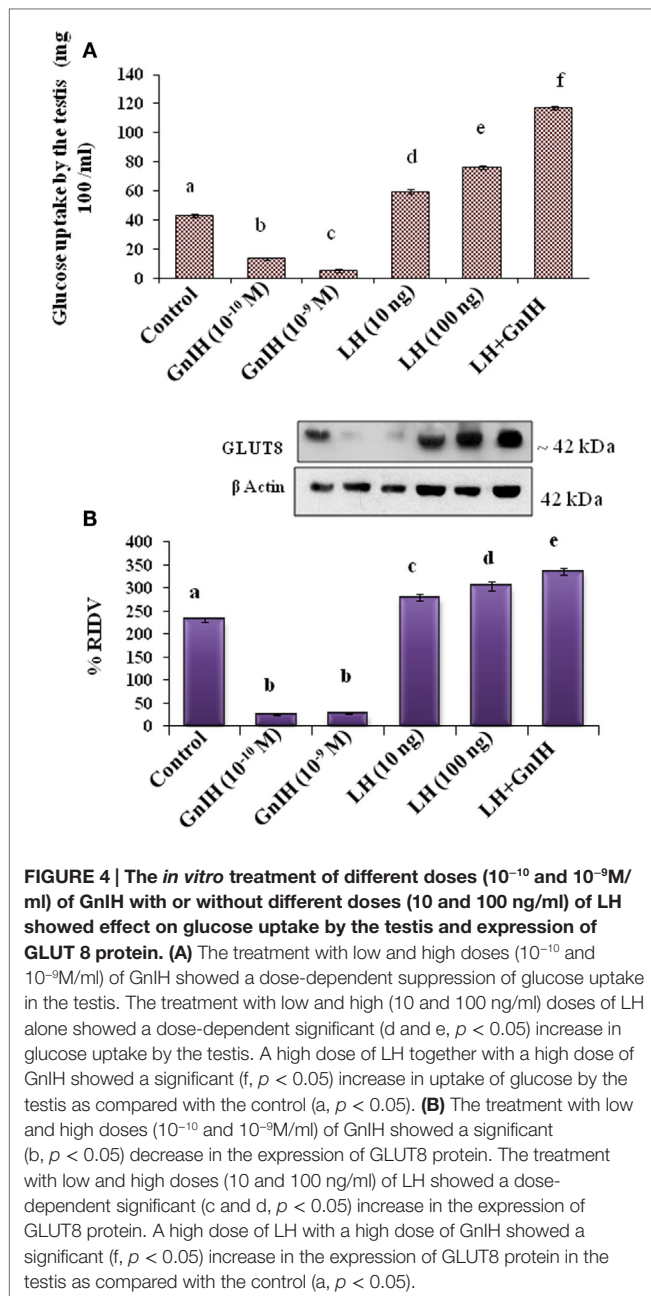 A
Glucose uptake by the testis (mg
100 /ml)
140
120
100
80
60
40
20
0
a
b
c
d
e
f
Control
GnIH (10⁻¹⁰ M)
GnIH (10⁻⁹ M)
LH (10 ng)
LH (100 ng)
LH+GnIH
GLUT8
~ 42 kDa
β Actin
42 kDa
B
% RIDV
400
350
300
250
200
150
100
50
0
a
b
b
c
d
e
Control
GnIH (10⁻¹⁰ M)
GnIH (10⁻⁹ M)
LH (10 ng)
LH (100 ng)
LH+GnIH
FIGURE 4 | The in vitro treatment of different doses (10⁻¹⁰ and 10⁻⁹M/
ml) of GnIH with or without different doses (10 and 100 ng/ml) of LH
showed effect on glucose uptake by the testis and expression of
GLUT 8 protein. (A) The treatment with low and high doses (10⁻¹⁰ and
10⁻⁹M/ml) of GnIH showed a dose-dependent suppression of glucose uptake
in the testis. The treatment with low and high (10 and 100 ng/ml) doses of LH
alone showed a dose-dependent significant (d and e, p < 0.05) increase in
glucose uptake by the testis. A high dose of LH together with a high dose of
GnIH showed a significant (f, p < 0.05) increase in uptake of glucose by the
testis as compared with the control (a, p < 0.05). (B) The treatment with low
and high doses (10⁻¹⁰ and 10⁻⁹M/ml) of GnIH showed a significant
(b, p < 0.05) decrease in the expression of GLUT8 protein. The treatment
with low and high doses (10 and 100 ng/ml) of LH showed a dose-
dependent significant (c and d, p < 0.05) increase in the expression of
GLUT8 protein. A high dose of LH with a high dose of GnIH showed a
significant (f, p < 0.05) increase in the expression of GLUT8 protein in the
testis as compared with the control (a, p < 0.05).